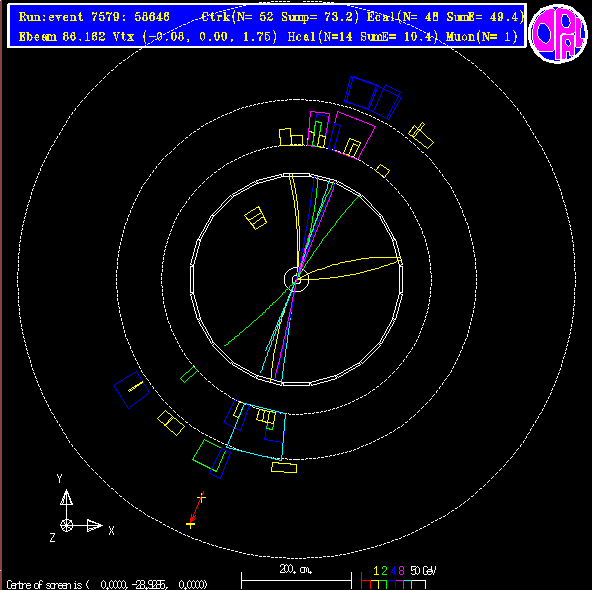 Run:event 7579: 58646 Ctrk(N= 52 Sump= 73.2) Ecal(N= 48 SumE= 49.4)
Ebeam 86.162 Vtx (-0.08, 0.00, 1.75) Hcal(N=14 SumE= 10.4) Muon(N= 1)
OPAL
Y
X
Z
200. cm.
1 2 4 8 50 GeV
Centre of screen is ( 0.0000, -28.9285, 0.0000)